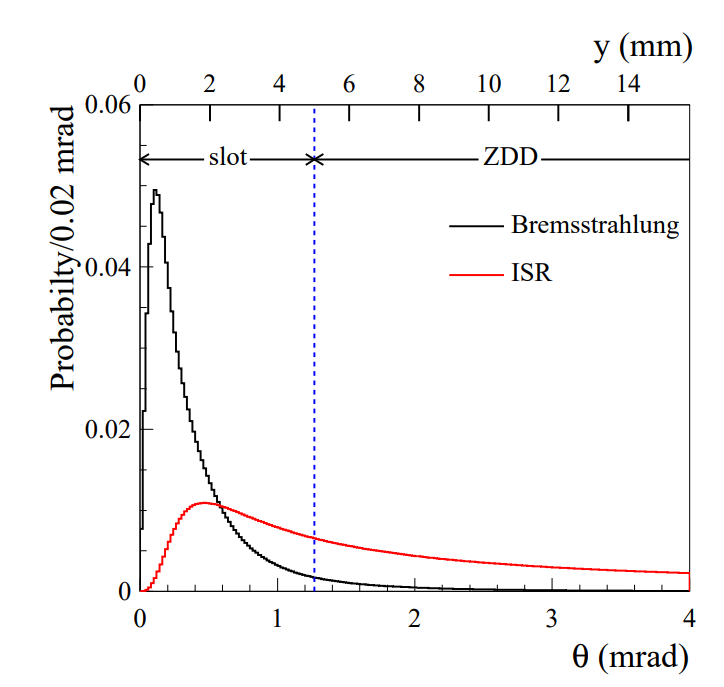 y (mm)
0 2 4 6 8 10 12 14
0.06
slot ZDD
Bremsstrahlung
0.04
ISR
Probabilty/0.02 mrad
0.02
0
0 1 2 3 4
θ (mrad)